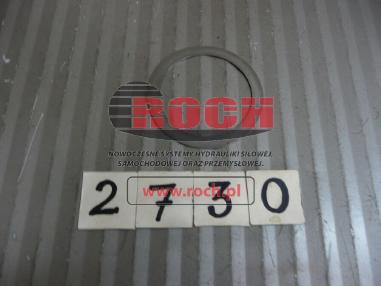 ROCH
NOWOCZESNE SYSTEMY HYDRAULIKI SIŁOWEJ,
SAMOCHODOWEJ ORAZ PRZEMYSŁOWEJ.
www.roch.pl
2730